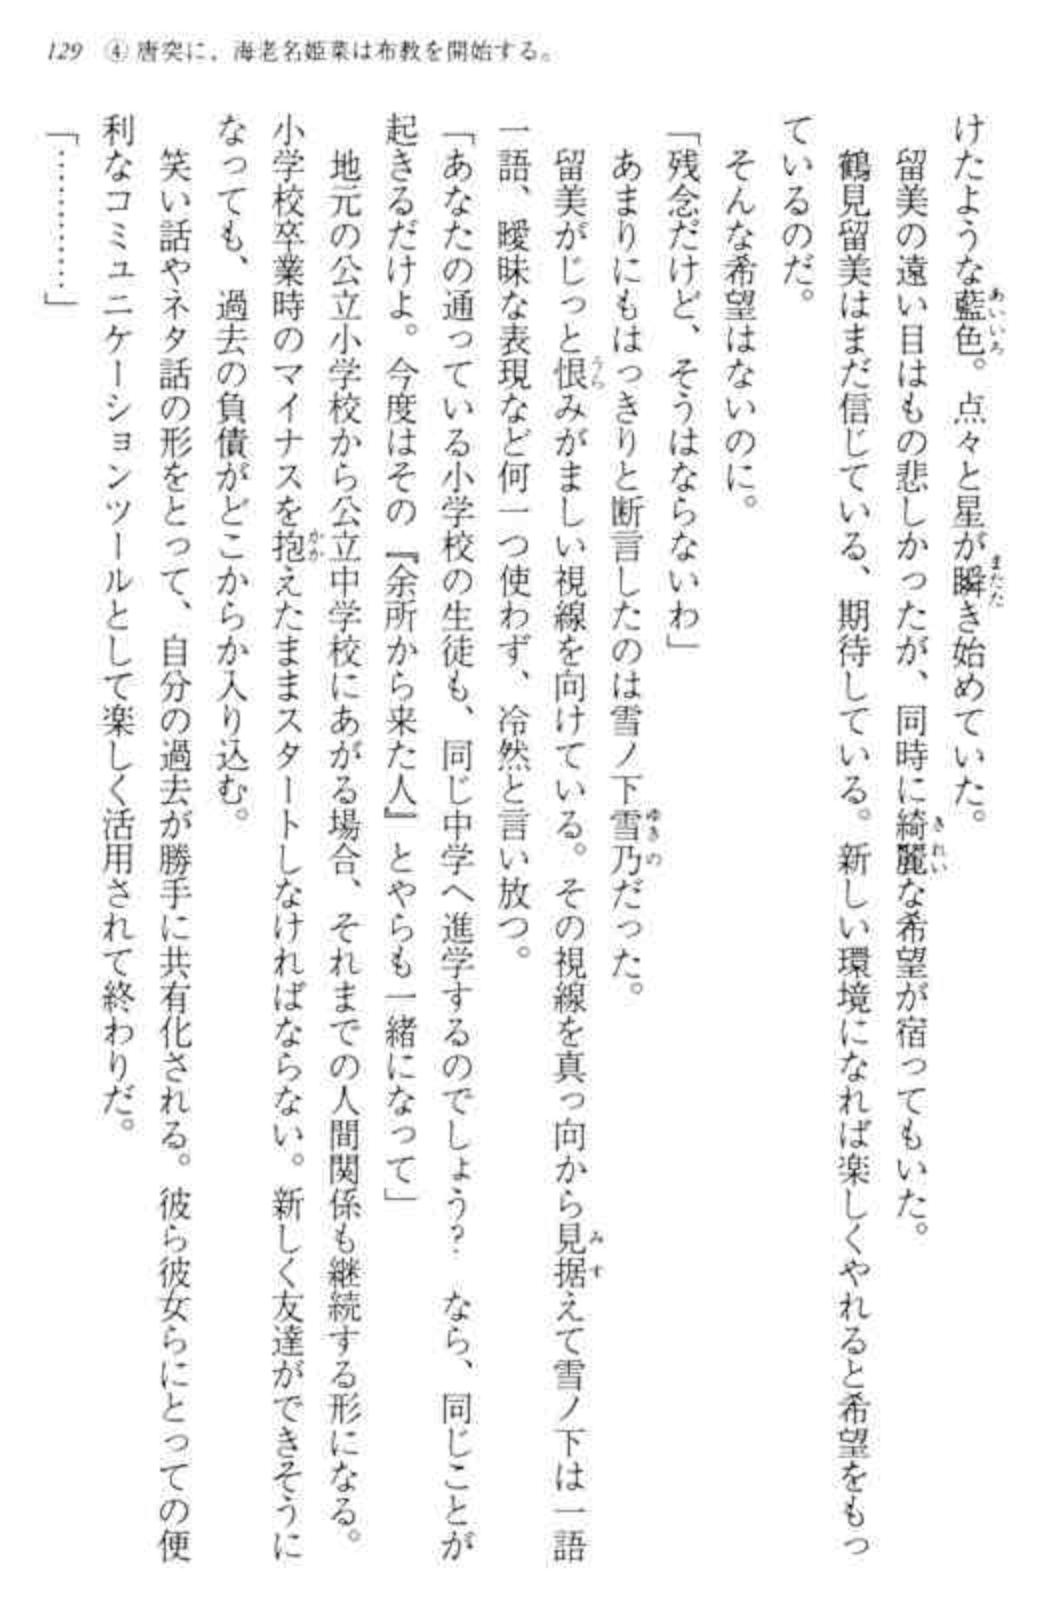 129 ④ 唐突に、海老名姫菜は布教を開始する。
けたような藍色。点々と星が瞬き始めていた。
留美の遠い目はもの悲しかったが、同時に綺麗な希望が宿ってもいた。
鶴見留美はまだ信じている、期待している。新しい環境になれば楽しくやれると希望をもっ
ているのだ。
そんな希望はないのに。
「残念だけど、そうはならないわ」
あまりにもはっきりと断言したのは雪ノ下雪乃だった。
留美がじっと恨みがましい視線を向けている。その視線を真っ向から見据えて雪ノ下は一語
一語、曖昧な表現など何一つ使わず、冷然と言い放つ。
「あなたの通っている小学校の生徒も、同じ中学へ進学するのでしょう？　なら、同じことが
起きるだけよ。今度はその『余所から来た人』とやらも一緒になって」
地元の公立小学校から公立中学校にあがる場合、それまでの人間関係も継続する形になる。
小学校卒業時のマイナスを抱えたままスタートしなければならない。新しく友達ができそうに
なっても、過去の負債がどこからか入り込む。
笑い話やネタ話の形をとって、自分の過去が勝手に共有化される。彼ら彼女らにとっての便
利なコミュニケーションツールとして楽しく活用されて終わりだ。
「…………」